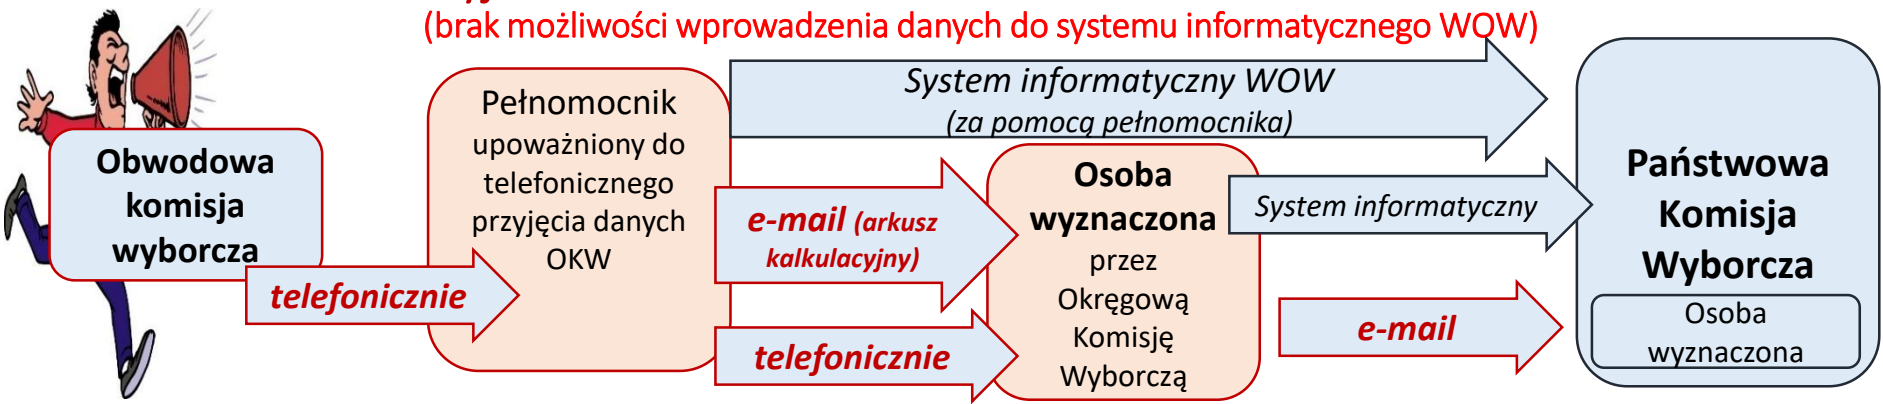 (brak możliwości wprowadzenia danych do systemu informatycznego WOW)
Obwodowa
komisja
wyborcza
telefonicznie
Pełnomocnik
upoważniony do
telefonicznego
przyjęcia danych
OKW
System informatyczny WOW
(za pomocą pełnomocnika)
e-mail (arkusz
kalkulacyjny)
telefonicznie
Osoba
wyznaczona
przez
Okręgową
Komisję
Wyborczą
System informatyczny
e-mail
Państwowa
Komisja
Wyborcza
Osoba
wyznaczona